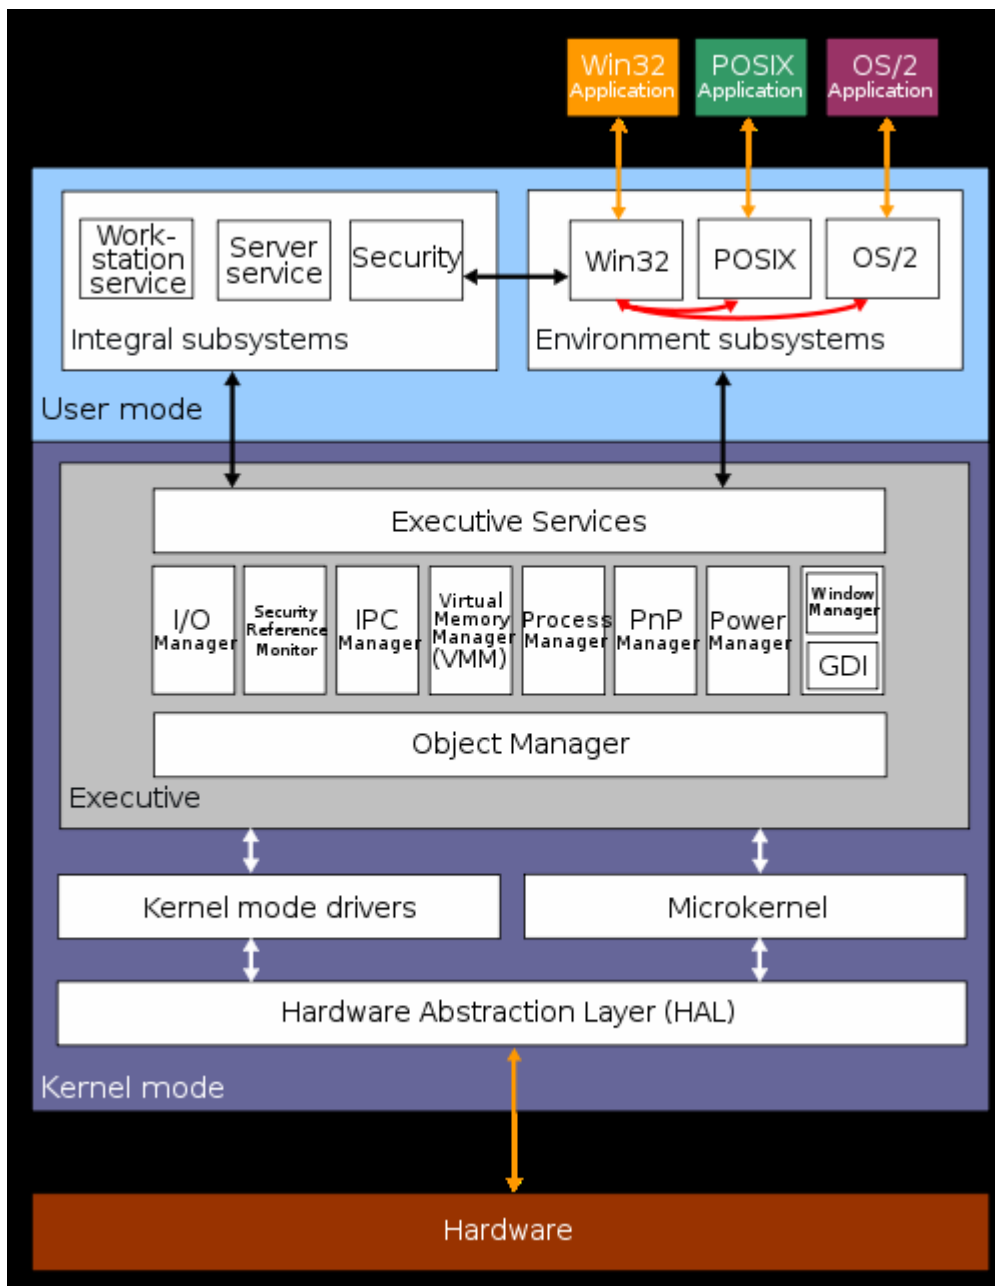 Win32
Application
POSIX
Application
OS/2
Application
Work-
station
service
Server
service
Security
Integral subsystems
Win32
POSIX
OS/2
Environment subsystems
User mode
Executive Services
I/O
Manager
Security
Reference
Monitor
IPC
Manager
Virtual
Memory
Manager
(VMM)
Process
Manager
PnP
Manager
Power
Manager
Window
Manager
GDI
Object Manager
Executive
Kernel mode drivers
Microkernel
Hardware Abstraction Layer (HAL)
Kernel mode
Hardware